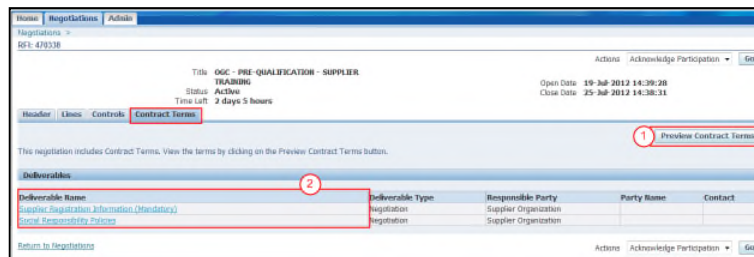 Home Negotiations Admin
Negotiations >
RFI: 470338
Actions Acknowledge Participation Go
Title OGC - PRE-QUALIFICATION - SUPPLIER
TRAINING
Open Date 19-Jul-2012 14:39:28
Status Active
Close Date 25-Jul-2012 14:38:31
Time Left 2 days 5 hours
Header Lines Controls Contract Terms
1 Preview Contract Terms
This negotiation includes Contract Terms. View the terms by clicking on the Preview Contract Terms button.
Deliverables
2
Deliverable Name Deliverable Type Responsible Party Party Name Contact
Supplier Registration Information (Mandatory) Negotiation Supplier Organization
Social Responsibility Policies Negotiation Supplier Organization
Return to Negotiations
Actions Acknowledge Participation Go